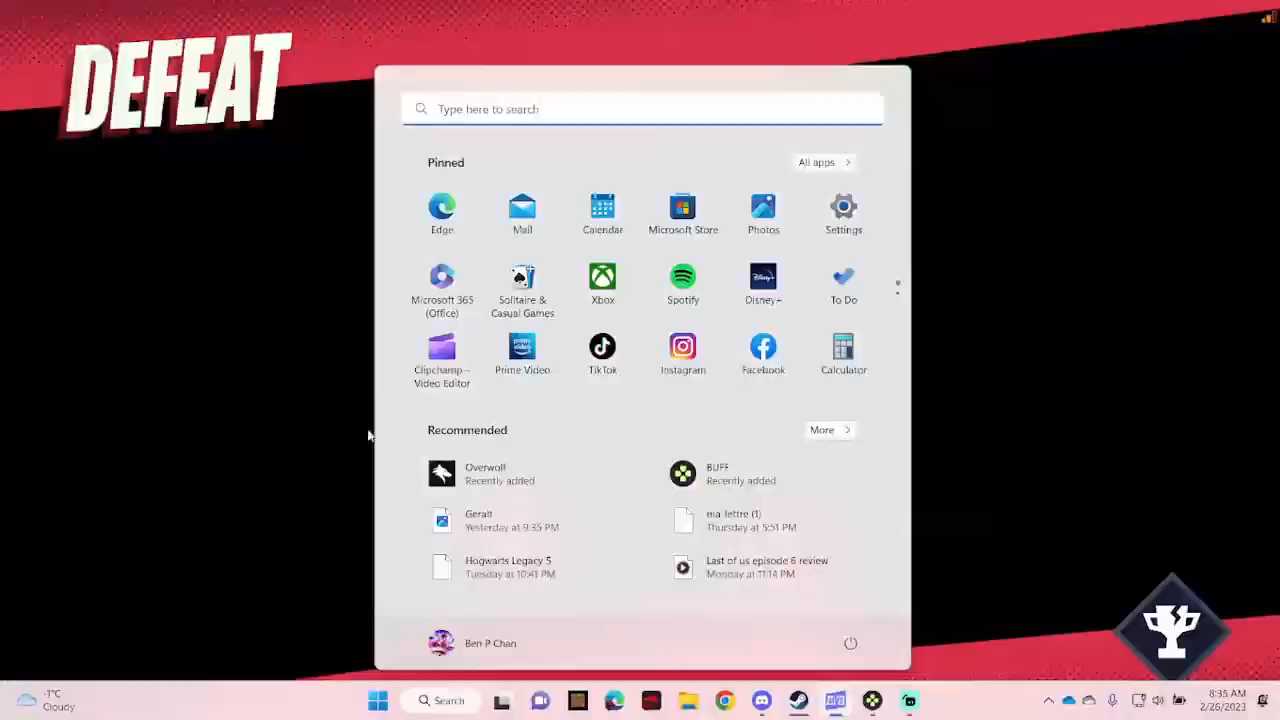 DEFEAT
Type here to search
Pinned
All apps
Edge
Mail
Calendar
Microsoft Store
Photos
Settings
Microsoft 365
(Office)
Solitaire &
Casual Games
Xbox
Spotify
Disney+
To Do
Clipchamp –
Video Editor
Prime Video
TikTok
Instagram
Facebook
Calculator
Recommended
More
Overwolf
Recently added
BUFF
Recently added
Geralt
Yesterday at 9:35 PM
ma lettre (1)
Thursday at 5:51 PM
Hogwarts Legacy 5
Tuesday at 10:41 PM
Last of us episode 6 review
Monday at 11:14 PM
Ben P Chan
-1°C
Cloudy
Search
8:35 AM
2/26/2023